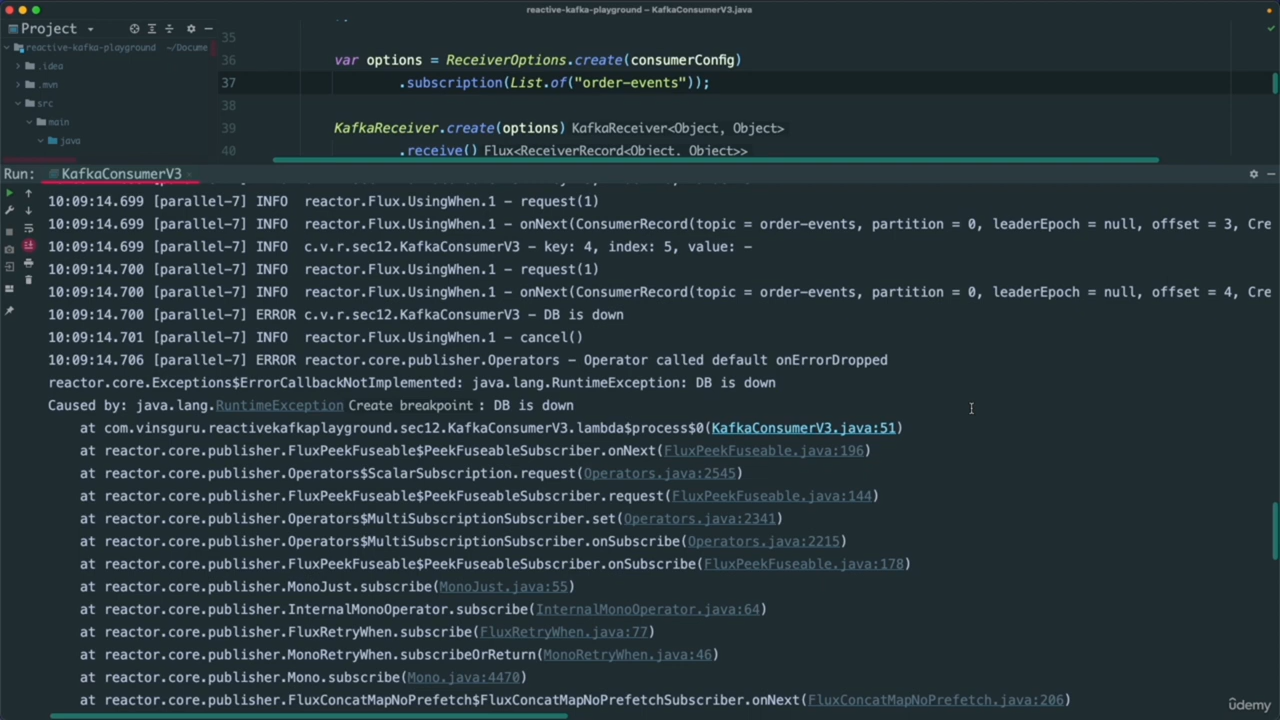 reactive-kafka-playground – KafkaConsumerV3.java
Project
reactive-kafka-playground ~/Docume
.idea
.mvn
src
main
java
35
36 var options = ReceiverOptions.create(consumerConfig)
37 .subscription(List.of("order-events"));
38
39 KafkaReceiver.create(options) KafkaReceiver<Object, Object>
40 .receive() Flux<ReceiverRecord<Object, Object>>
Run: KafkaConsumerV3
10:09:14.699 [parallel-7] INFO reactor.Flux.UsingWhen.1 - request(1)
10:09:14.699 [parallel-7] INFO reactor.Flux.UsingWhen.1 - onNext(ConsumerRecord(topic = order-events, partition = 0, leaderEpoch = null, offset = 3, Cre
10:09:14.699 [parallel-7] INFO c.v.r.sec12.KafkaConsumerV3 - key: 4, index: 5, value: -
10:09:14.700 [parallel-7] INFO reactor.Flux.UsingWhen.1 - request(1)
10:09:14.700 [parallel-7] INFO reactor.Flux.UsingWhen.1 - onNext(ConsumerRecord(topic = order-events, partition = 0, leaderEpoch = null, offset = 4, Cre
10:09:14.700 [parallel-7] ERROR c.v.r.sec12.KafkaConsumerV3 - DB is down
10:09:14.701 [parallel-7] INFO reactor.Flux.UsingWhen.1 - cancel()
10:09:14.706 [parallel-7] ERROR reactor.core.publisher.Operators - Operator called default onErrorDropped
reactor.core.Exceptions$ErrorCallbackNotImplemented: java.lang.RuntimeException: DB is down
Caused by: java.lang.RuntimeException Create breakpoint : DB is down
at com.vinsguru.reactivekafkaplayground.sec12.KafkaConsumerV3.lambda$process$0(KafkaConsumerV3.java:51)
at reactor.core.publisher.FluxPeekFuseable$PeekFuseableSubscriber.onNext(FluxPeekFuseable.java:196)
at reactor.core.publisher.Operators$ScalarSubscription.request(Operators.java:2545)
at reactor.core.publisher.FluxPeekFuseable$PeekFuseableSubscriber.request(FluxPeekFuseable.java:144)
at reactor.core.publisher.Operators$MultiSubscriptionSubscriber.set(Operators.java:2341)
at reactor.core.publisher.Operators$MultiSubscriptionSubscriber.onSubscribe(Operators.java:2215)
at reactor.core.publisher.FluxPeekFuseable$PeekFuseableSubscriber.onSubscribe(FluxPeekFuseable.java:178)
at reactor.core.publisher.MonoJust.subscribe(MonoJust.java:55)
at reactor.core.publisher.InternalMonoOperator.subscribe(InternalMonoOperator.java:64)
at reactor.core.publisher.FluxRetryWhen.subscribe(FluxRetryWhen.java:77)
at reactor.core.publisher.MonoRetryWhen.subscribeOrReturn(MonoRetryWhen.java:46)
at reactor.core.publisher.Mono.subscribe(Mono.java:4470)
at reactor.core.publisher.FluxConcatMapNoPrefetch$FluxConcatMapNoPrefetchSubscriber.onNext(FluxConcatMapNoPrefetch.java:206)
ûdemy